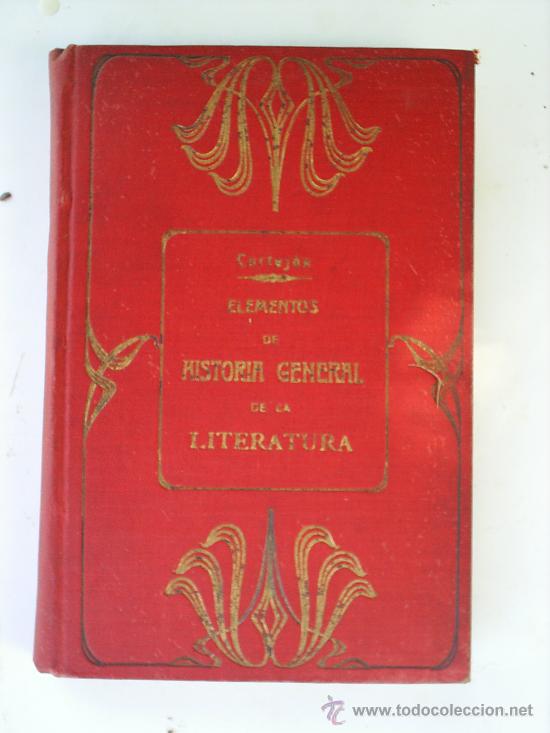 Cortejón
ELEMENTOS
DE
HISTORIA GENERAL
DE LA
LITERATURA
www.todocoleccion.net